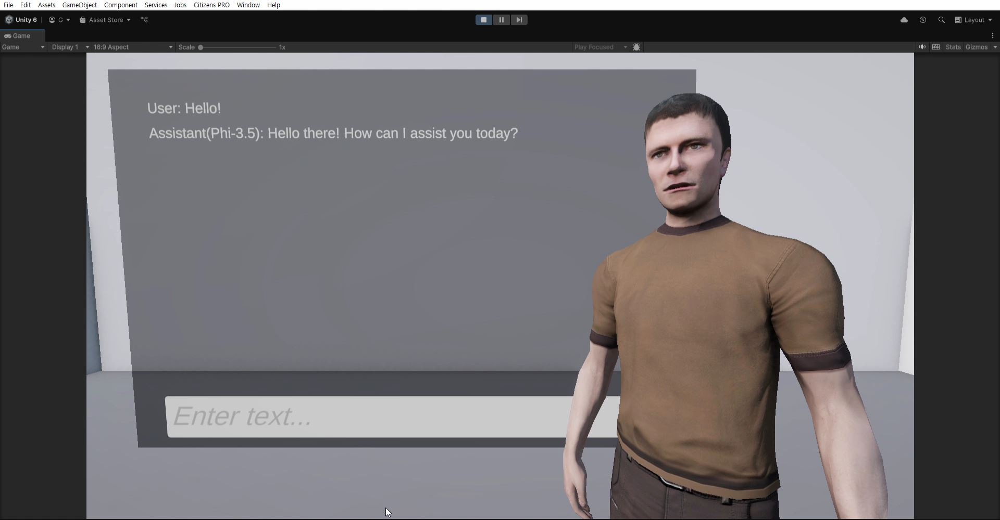 File Edit Assets GameObject Component Services Jobs Citizens PRO Window Help
Unity 6 G Asset Store Layout
Game
Game Display 1 16:9 Aspect Scale 1x Play Focused Stats Gizmos
User: Hello!
Assistant(Phi-3.5): Hello there! How can I assist you today?
Enter text...